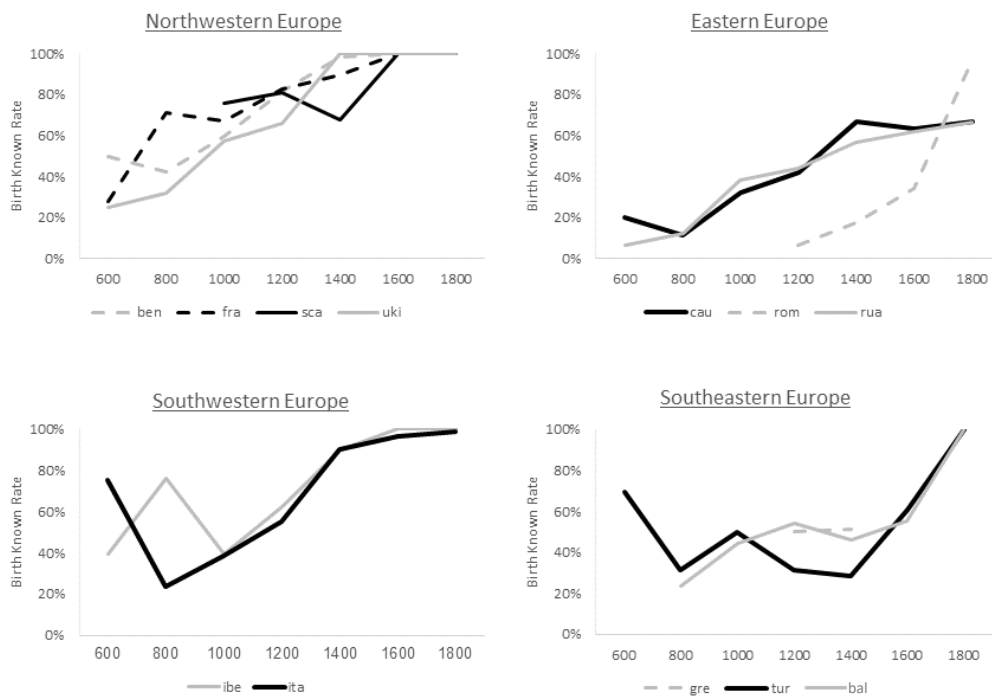 Northwestern Europe
100%
80%
60%
40%
20%
0%
Birth Known Rate
600 800 1000 1200 1400 1600 1800
ben fra sca uki
Eastern Europe
100%
80%
60%
40%
20%
0%
Birth Known Rate
600 800 1000 1200 1400 1600 1800
cau rom rua
Southwestern Europe
100%
80%
60%
40%
20%
0%
Birth Known Rate
600 800 1000 1200 1400 1600 1800
ibe ita
Southeastern Europe
100%
80%
60%
40%
20%
0%
Birth Known Rate
600 800 1000 1200 1400 1600 1800
gre tur bal